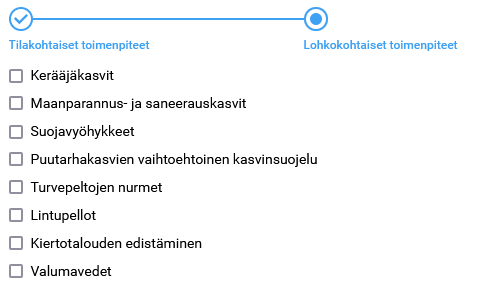 Tilakohtaiset toimenpiteet Lohkokohtaiset toimenpiteet
Kerääjäkasvit
Maanparannus- ja saneerauskasvit
Suojavyöhykkeet
Puutarhakasvien vaihtoehtoinen kasvinsuojelu
Turvepeltojen nurmet
Lintupellot
Kiertotalouden edistäminen
Valumavedet